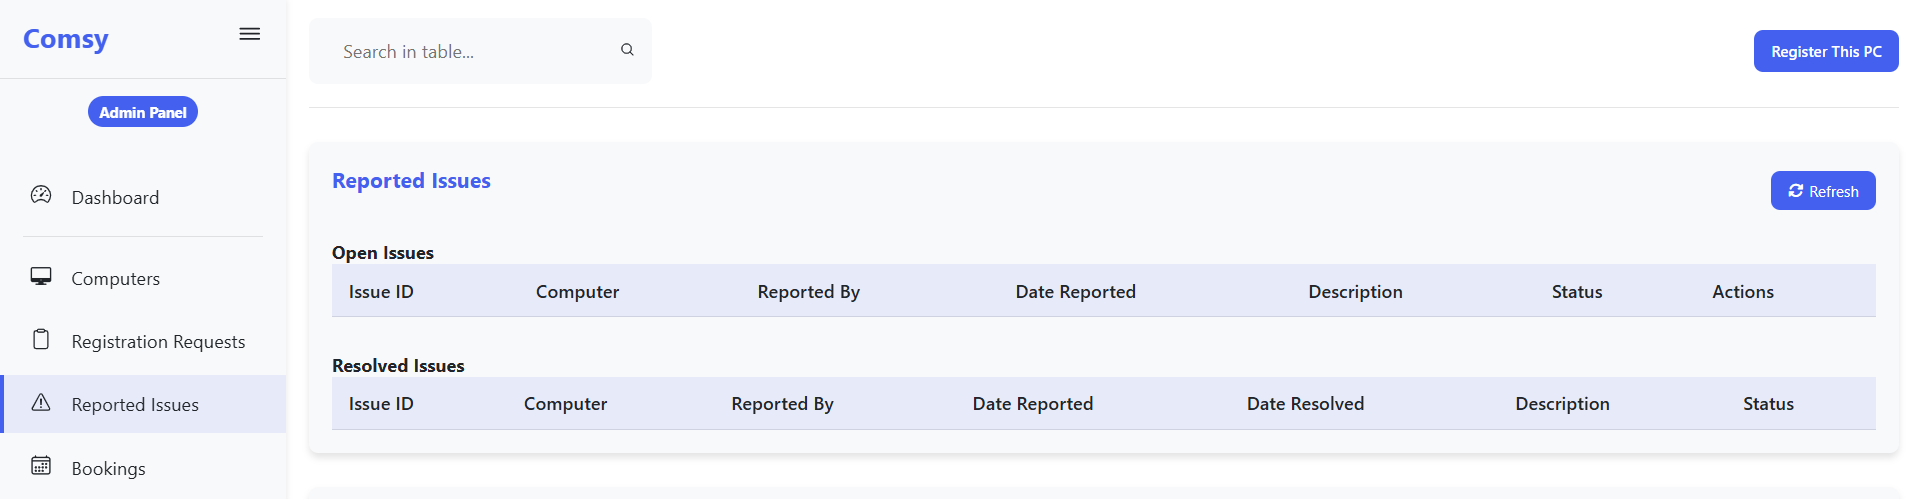 Comsy
Admin Panel
Dashboard
Computers
Registration Requests
Reported Issues
Bookings
Search in table...
Register This PC
Reported Issues
Refresh
Open Issues
Issue ID Computer Reported By Date Reported Description Status Actions
Resolved Issues
Issue ID Computer Reported By Date Reported Date Resolved Description Status